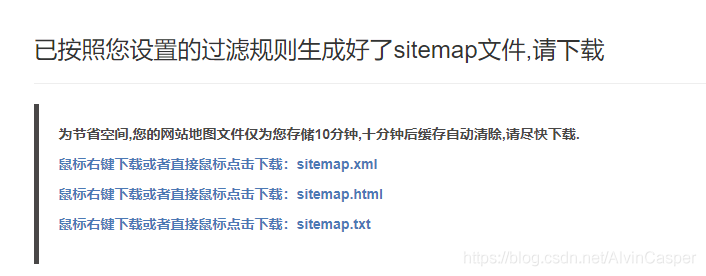 已按照您设置的过滤规则生成好了sitemap文件,请下载
为节省空间,您的网站地图文件仅为您存储10分钟,十分钟后缓存自动清除,请尽快下载.
鼠标右键下载或者直接鼠标点击下载：sitemap.xml
鼠标右键下载或者直接鼠标点击下载：sitemap.html
鼠标右键下载或者直接鼠标点击下载：sitemap.txt
https://blog.csdn.net/AlvinCasper